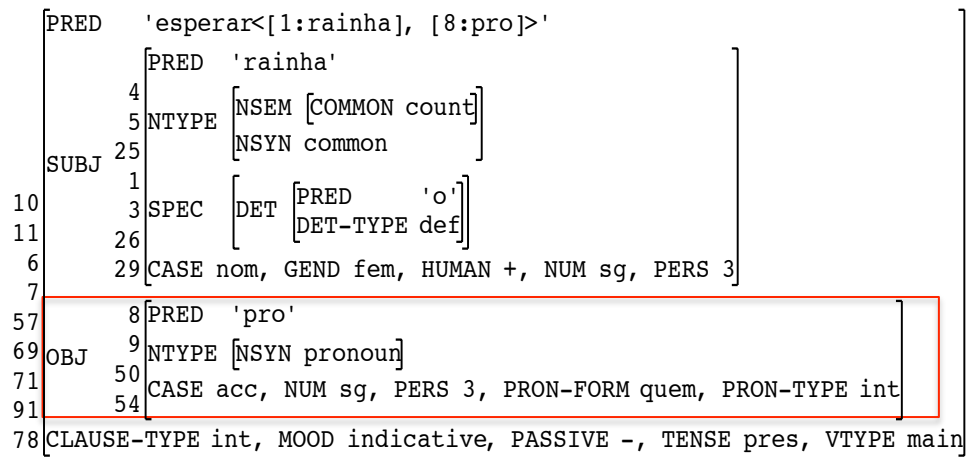 PRED 'esperar<[1:rainha], [8:pro]>'
PRED 'rainha'
4
NSEM [COMMON count]
5 NTYPE
NSYN common
25
SUBJ
1
PRED 'o'
10
3 SPEC DET
DET-TYPE def
11
26
6
29 CASE nom, GEND fem, HUMAN +, NUM sg, PERS 3
7
8 PRED 'pro'
57
9 NTYPE [NSYN pronoun]
69 OBJ
50
71
CASE acc, NUM sg, PERS 3, PRON-FORM quem, PRON-TYPE int
54
91
78 CLAUSE-TYPE int, MOOD indicative, PASSIVE -, TENSE pres, VTYPE main